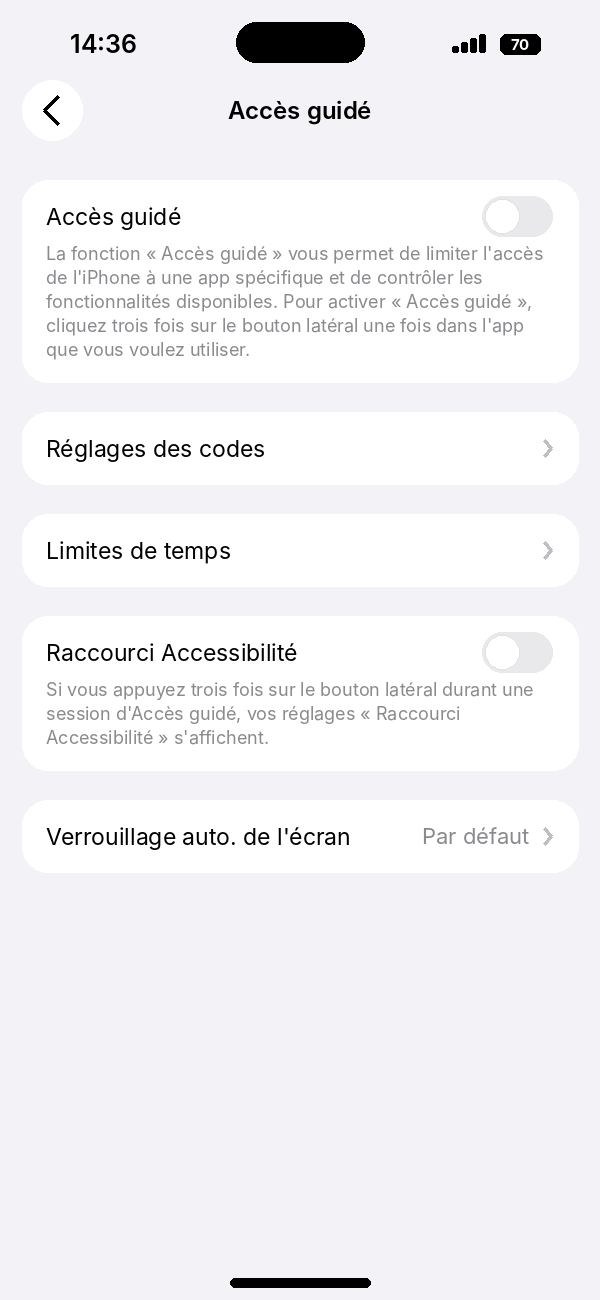 14:36
70
Accès guidé
Accès guidé
La fonction « Accès guidé » vous permet de limiter l'accès
de l'iPhone à une app spécifique et de contrôler les
fonctionnalités disponibles. Pour activer « Accès guidé »,
cliquez trois fois sur le bouton latéral une fois dans l'app
que vous voulez utiliser.
Réglages des codes
Limites de temps
Raccourci Accessibilité
Si vous appuyez trois fois sur le bouton latéral durant une
session d'Accès guidé, vos réglages « Raccourci
Accessibilité » s'affichent.
Verrouillage auto. de l'écran Par défaut